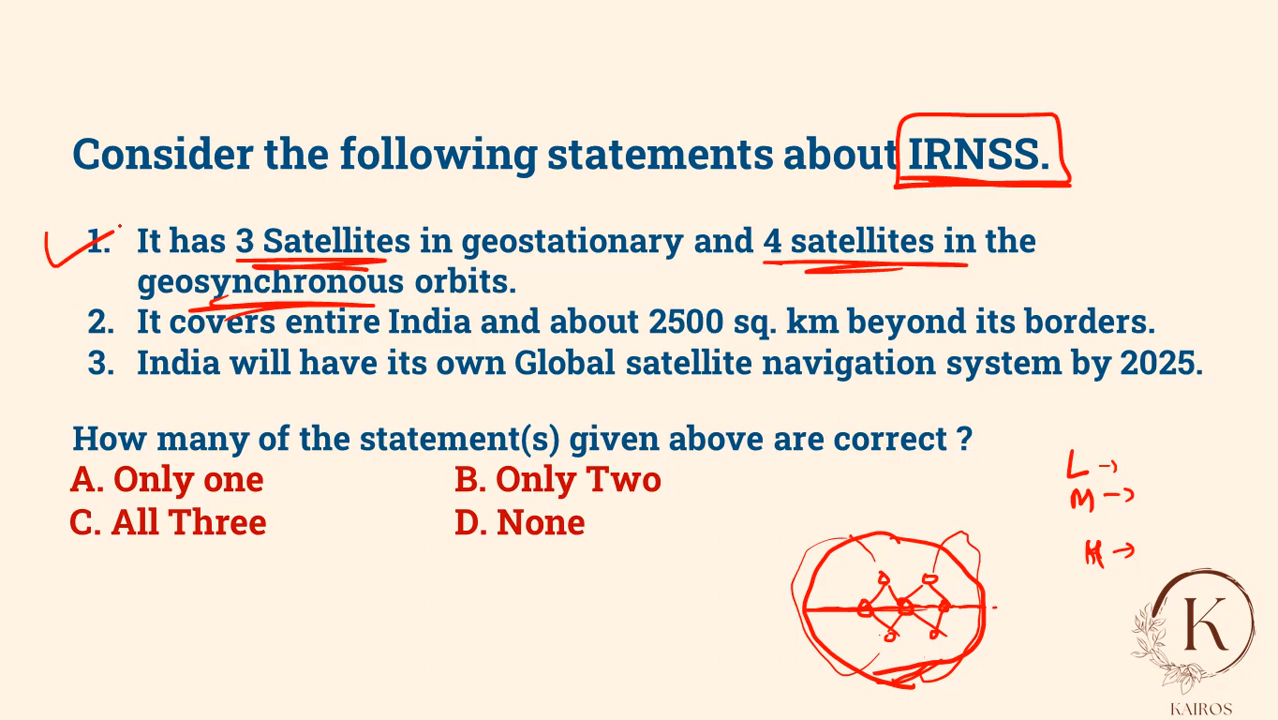 Consider the following statements about IRNSS.
1. It has 3 Satellites in geostationary and 4 satellites in the
geosynchronous orbits.
2. It covers entire India and about 2500 sq. km beyond its borders.
3. India will have its own Global satellite navigation system by 2025.
How many of the statement(s) given above are correct ?
A. Only one B. Only Two
C. All Three D. None
L →
M →
H →
K
KAIROS